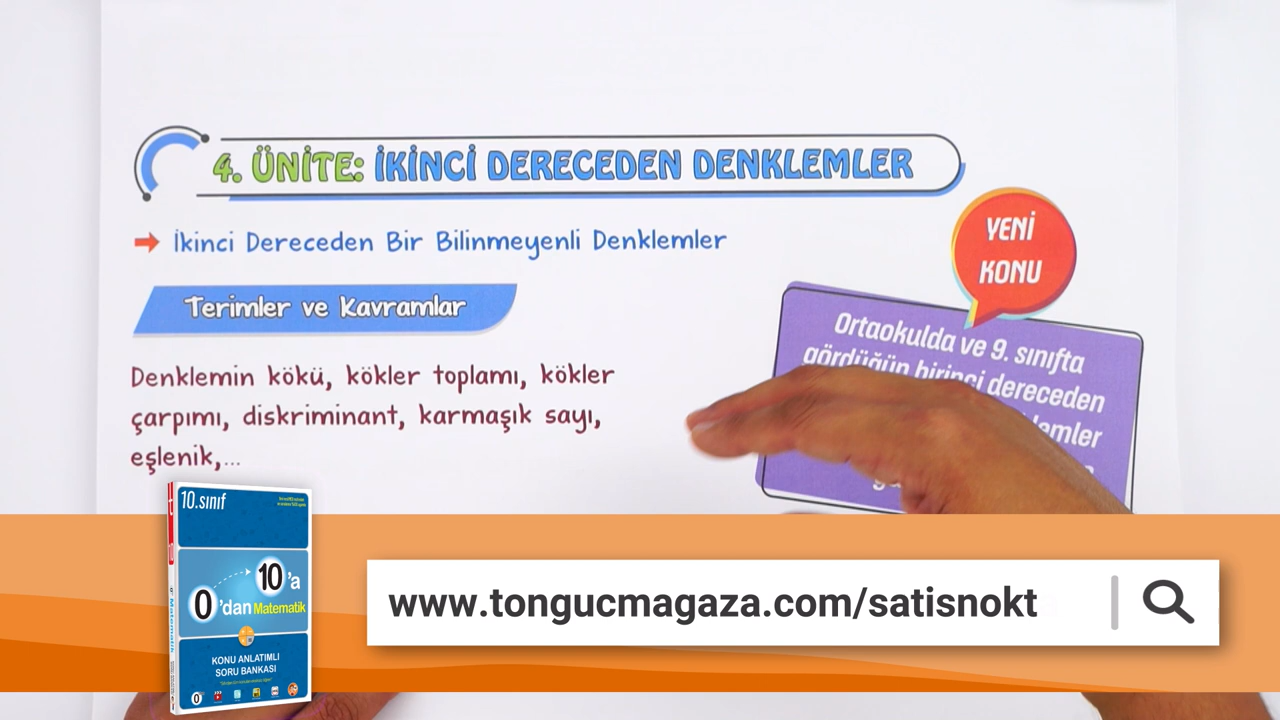 4. ÜNİTE: İKİNCİ DERECEDEN DENKLEMLER
İkinci Dereceden Bir Bilinmeyenli Denklemler
YENİ
KONU
Terimler ve Kavramlar
Ortaokulda ve 9. sınıfta
gördüğün birinci dereceden
Denklemin kökü, kökler toplamı, kökler
çarpımı, diskriminant, karmaşık sayı,
eşlenik,...
10.sınıf
0'dan 10'a
Matematik
KONU ANLATIMLI
SORU BANKASI
www.tongucmagaza.com/satisnokt